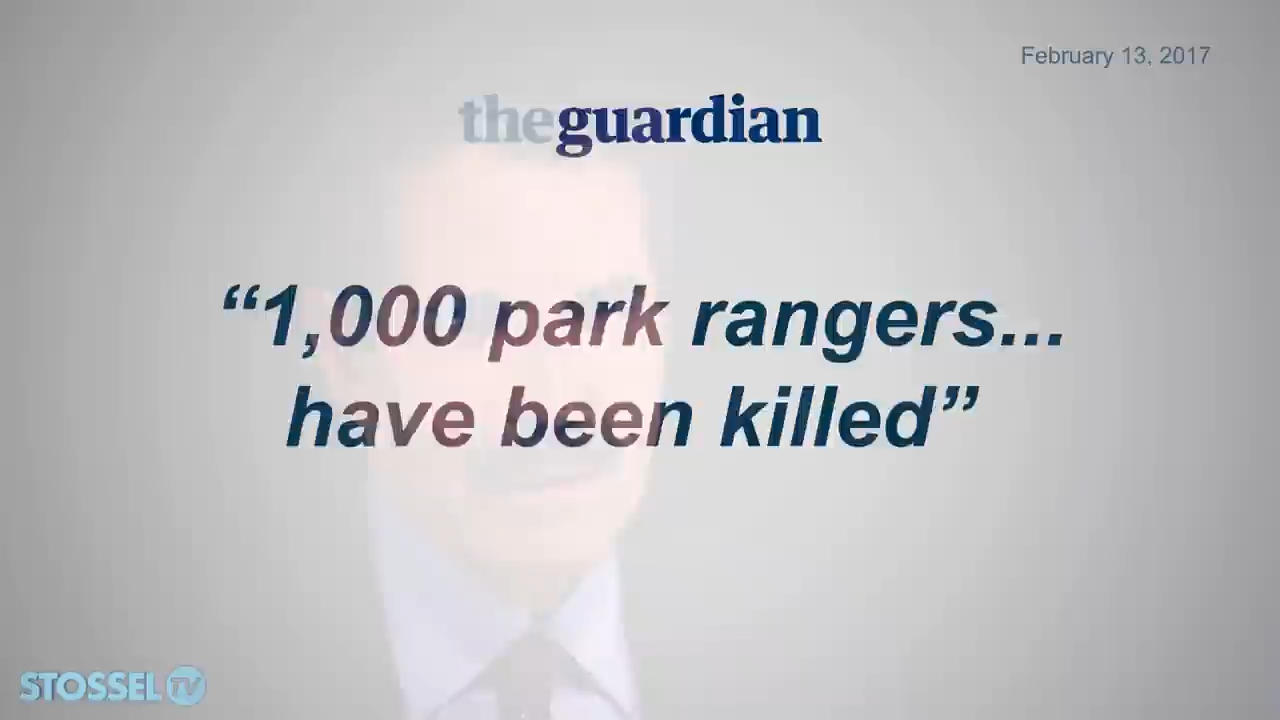 February 13, 2017
theguardian
“1,000 park rangers...
have been killed”
STOSSEL TV